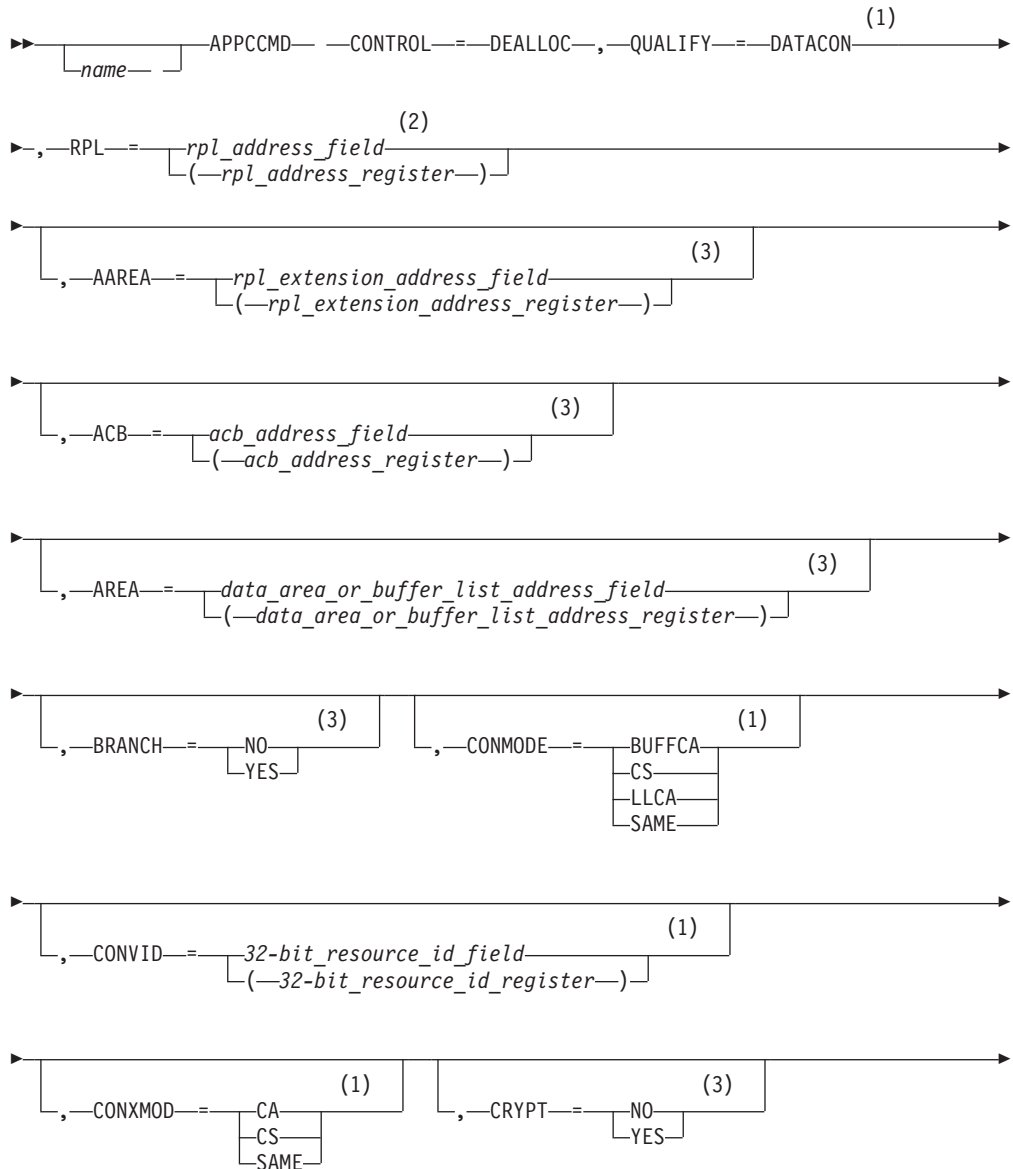 (1)
APPCCMD CONTROL=DEALLOC,QUALIFY=DATACON
name
(2)
,RPL=rpl_address_field
(rpl_address_register)
(3)
,AAREA=rpl_extension_address_field
(rpl_extension_address_register)
(3)
,ACB=acb_address_field
(acb_address_register)
(3)
,AREA=data_area_or_buffer_list_address_field
(data_area_or_buffer_list_address_register)
(3) (1)
,BRANCH=NO ,CONMODE=BUFFCA
YES CS
LLCA
SAME
(1)
,CONVID=32-bit_resource_id_field
(32-bit_resource_id_register)
(1) (3)
,CONXMOD=CA ,CRYPT=NO
CS YES
SAME